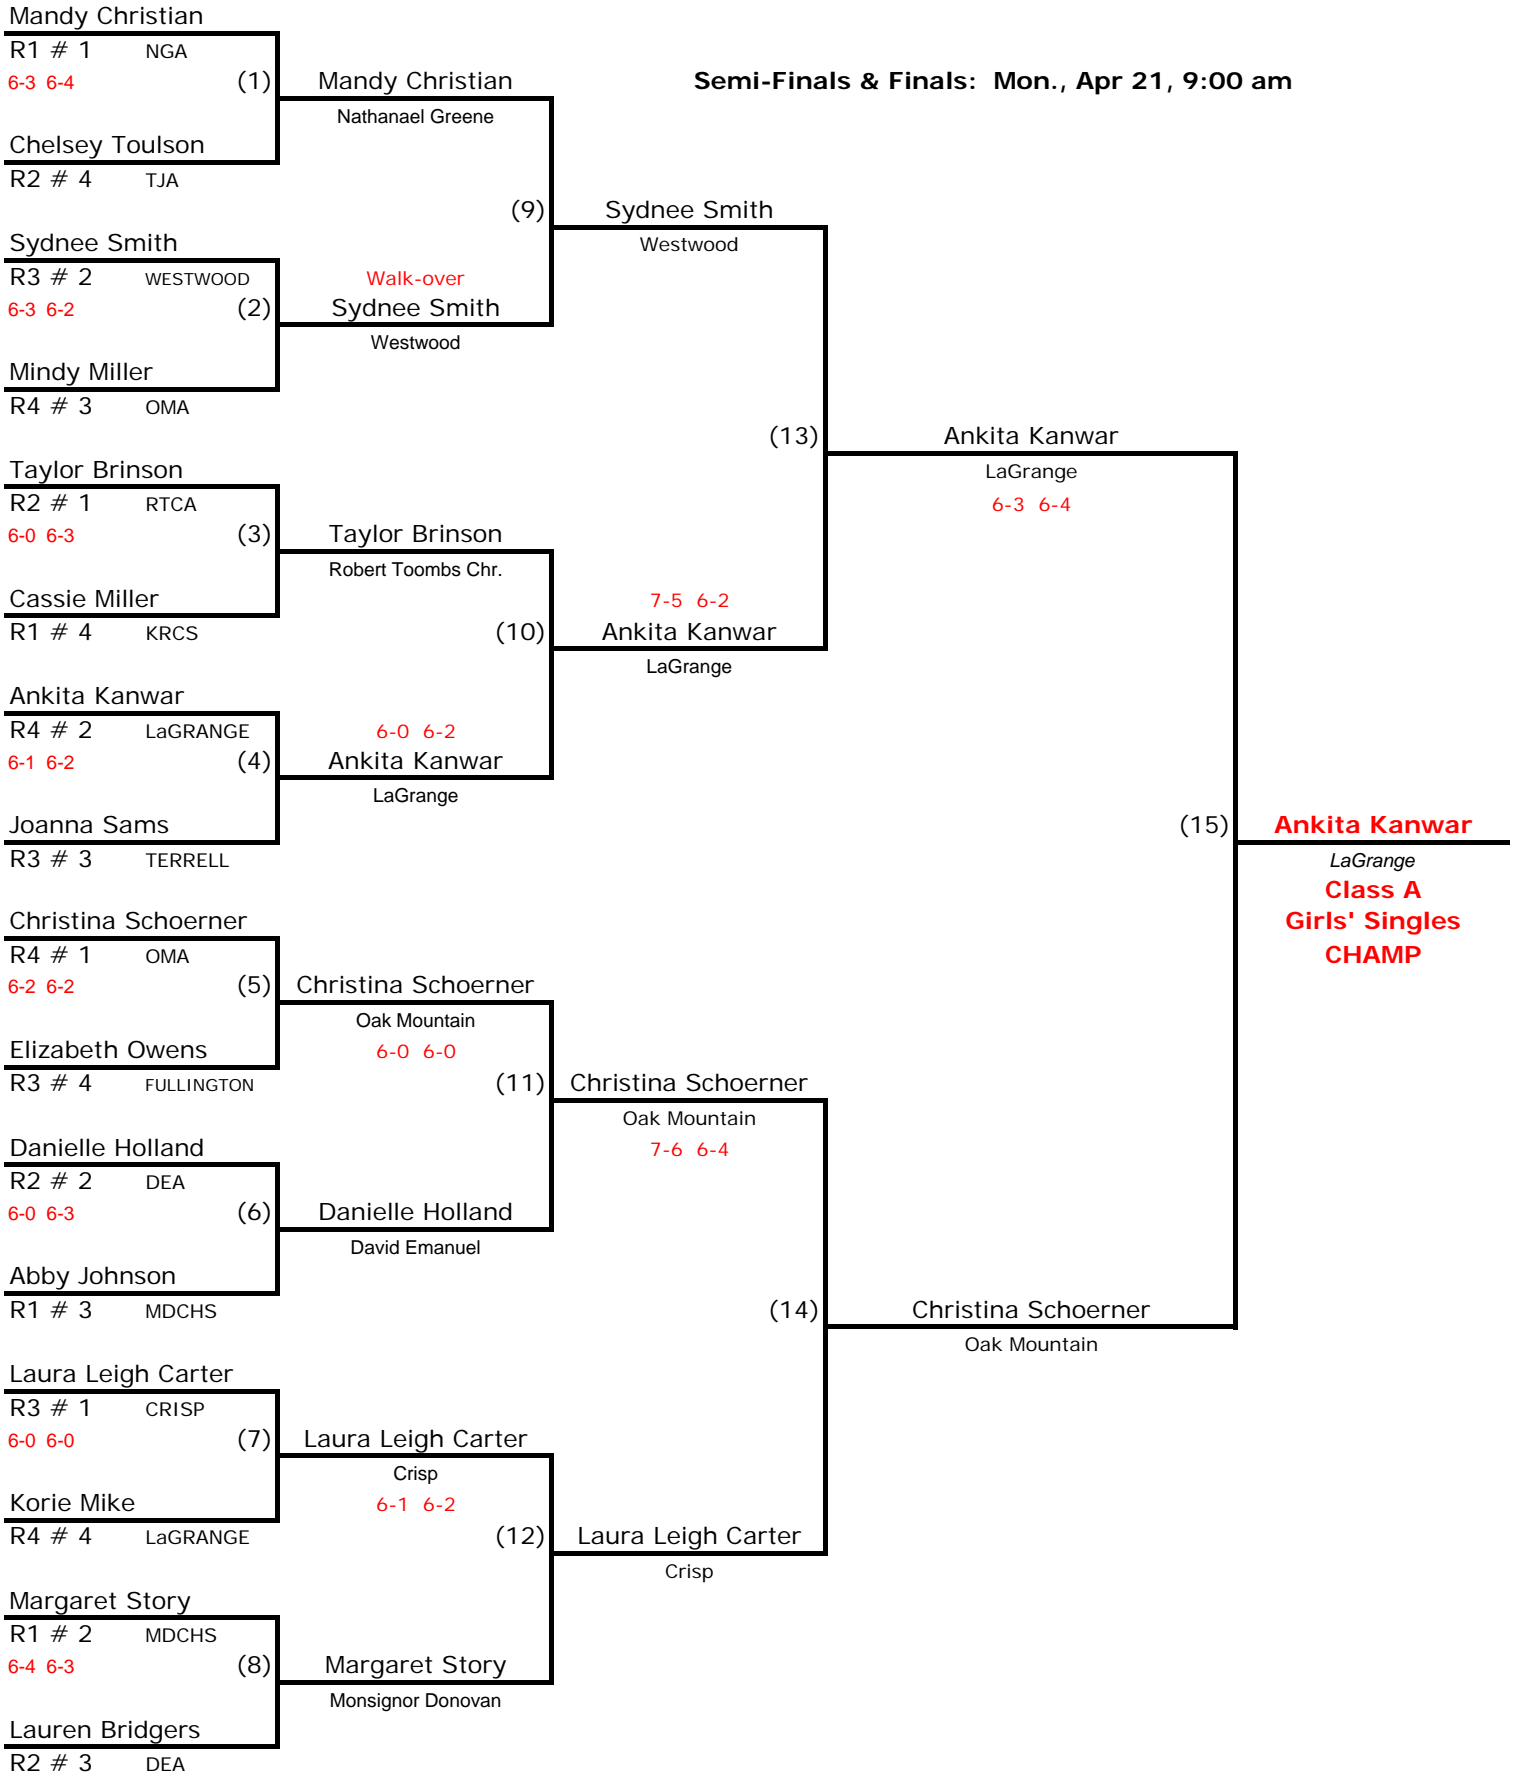 Mandy Christian
R1 # 1 NGA
6-3 6-4 (1) Mandy Christian
Semi-Finals & Finals: Mon., Apr 21, 9:00 am
Nathanael Greene
Chelsey Toulson
R2 # 4 TJA
(9) Sydnee Smith
Westwood
Sydnee Smith
R3 # 2 WESTWOOD
Walk-over
6-3 6-2 (2) Sydnee Smith
Westwood
Mindy Miller
R4 # 3 OMA
(13) Ankita Kanwar
LaGrange
6-3 6-4
Taylor Brinson
R2 # 1 RTCA
6-0 6-3 (3) Taylor Brinson
Robert Toombs Chr.
Cassie Miller
R1 # 4 KRCS
7-5 6-2
(10) Ankita Kanwar
LaGrange
Ankita Kanwar
R4 # 2 LaGRANGE
6-0 6-2
6-1 6-2 (4) Ankita Kanwar
LaGrange
Joanna Sams
R3 # 3 TERRELL
(15) Ankita Kanwar
LaGrange
Class A
Girls' Singles
CHAMP
Christina Schoerner
R4 # 1 OMA
6-2 6-2 (5) Christina Schoerner
Oak Mountain
6-0 6-0
Elizabeth Owens
R3 # 4 FULLINGTON
(11) Christina Schoerner
Oak Mountain
7-6 6-4
Danielle Holland
R2 # 2 DEA
6-0 6-3 (6) Danielle Holland
David Emanuel
Abby Johnson
R1 # 3 MDCHS
(14) Christina Schoerner
Oak Mountain
Laura Leigh Carter
R3 # 1 CRISP
6-0 6-0 (7) Laura Leigh Carter
Crisp
6-1 6-2
Korie Mike
R4 # 4 LaGRANGE
(12) Laura Leigh Carter
Crisp
Margaret Story
R1 # 2 MDCHS
6-4 6-3 (8) Margaret Story
Monsignor Donovan
Lauren Bridgers
R2 # 3 DEA